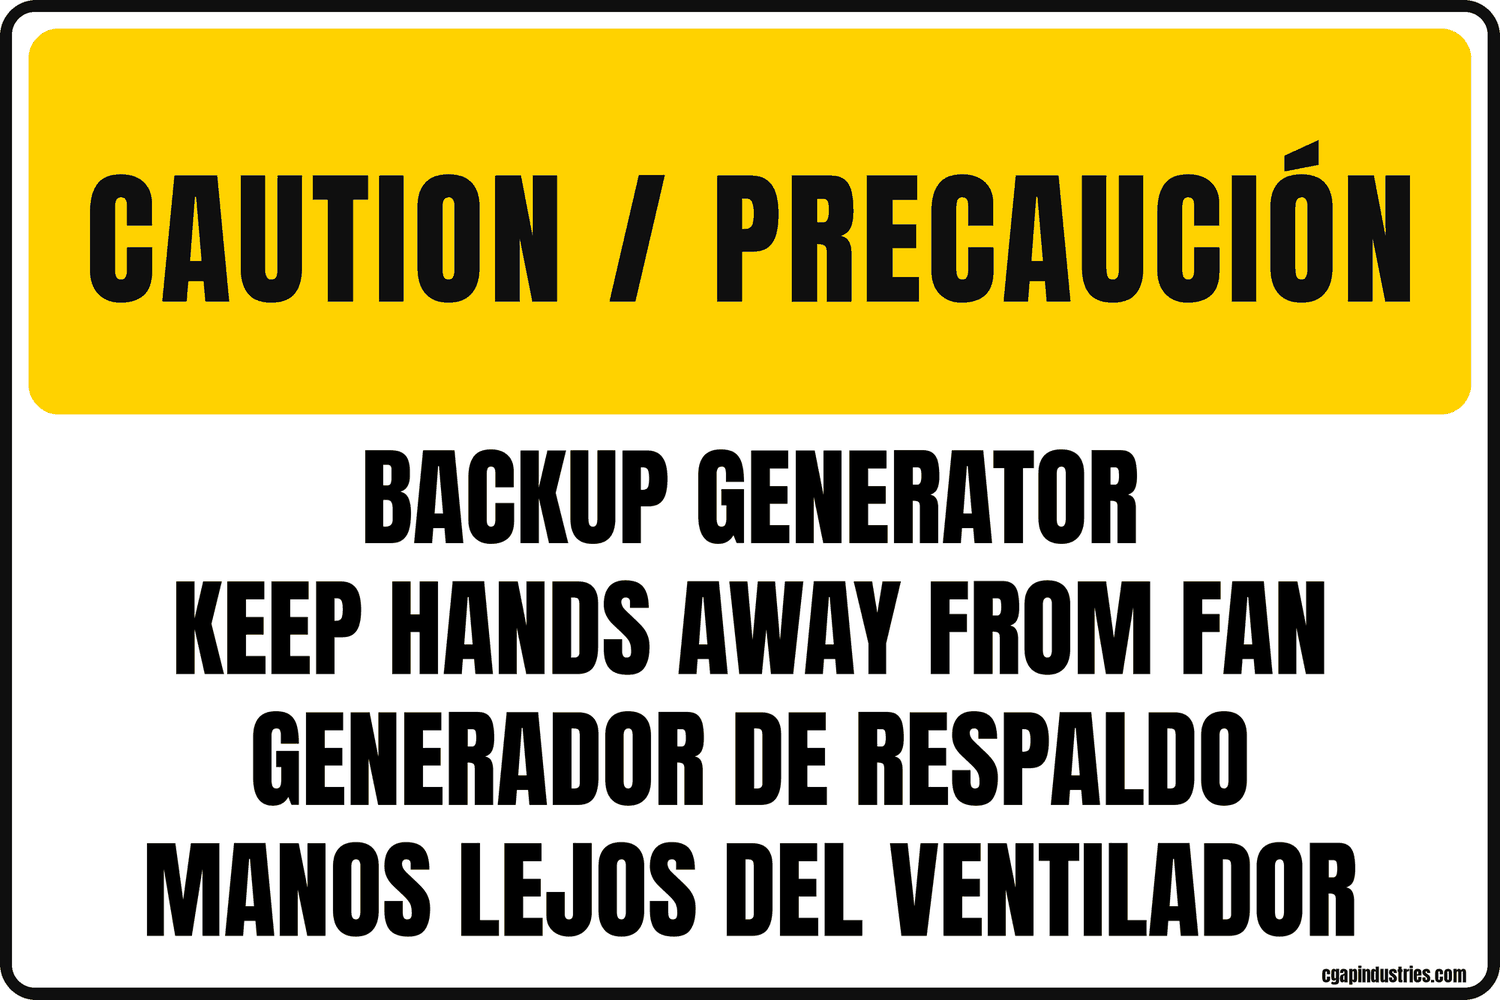 CAUTION / PRECAUCIÓN
BACKUP GENERATOR
KEEP HANDS AWAY FROM FAN
GENERADOR DE RESPALDO
MANOS LEJOS DEL VENTILADOR
cgapindustries.com